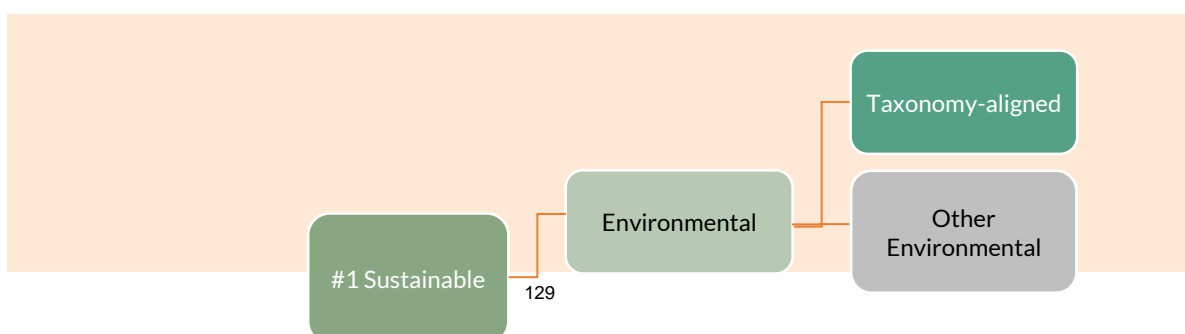 Taxonomy-aligned
Environmental
Other
Environmental
#1 Sustainable
129